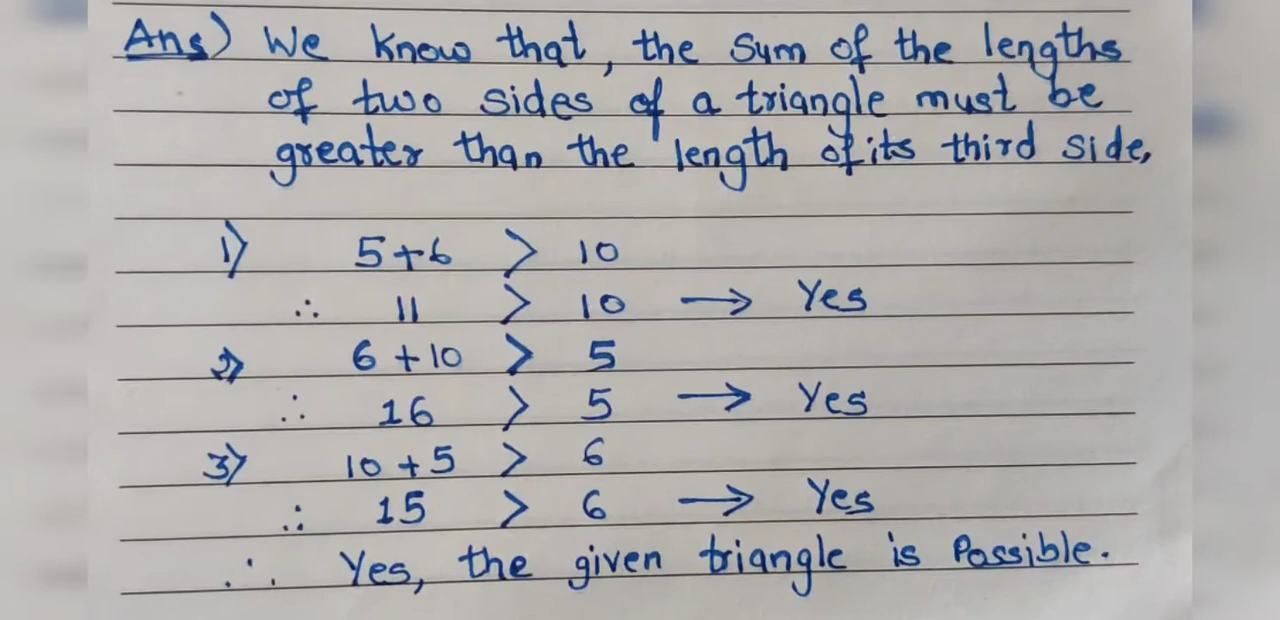 Ans) We know that, the sum of the lengths
of two sides of a triangle must be
greater than the length of its third side,
1) 5+6 > 10
∴ 11 > 10 → Yes
2) 6+10 > 5
∴ 16 > 5 → Yes
3) 10+5 > 6
∴ 15 > 6 → Yes
∴ Yes, the given triangle is Possible.